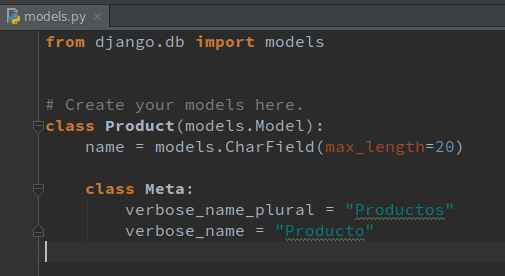 models.py
from django.db import models
# Create your models here.
class Product(models.Model):
    name = models.CharField(max_length=20)
    class Meta:
        verbose_name_plural = "Productos"
        verbose_name = "Producto"